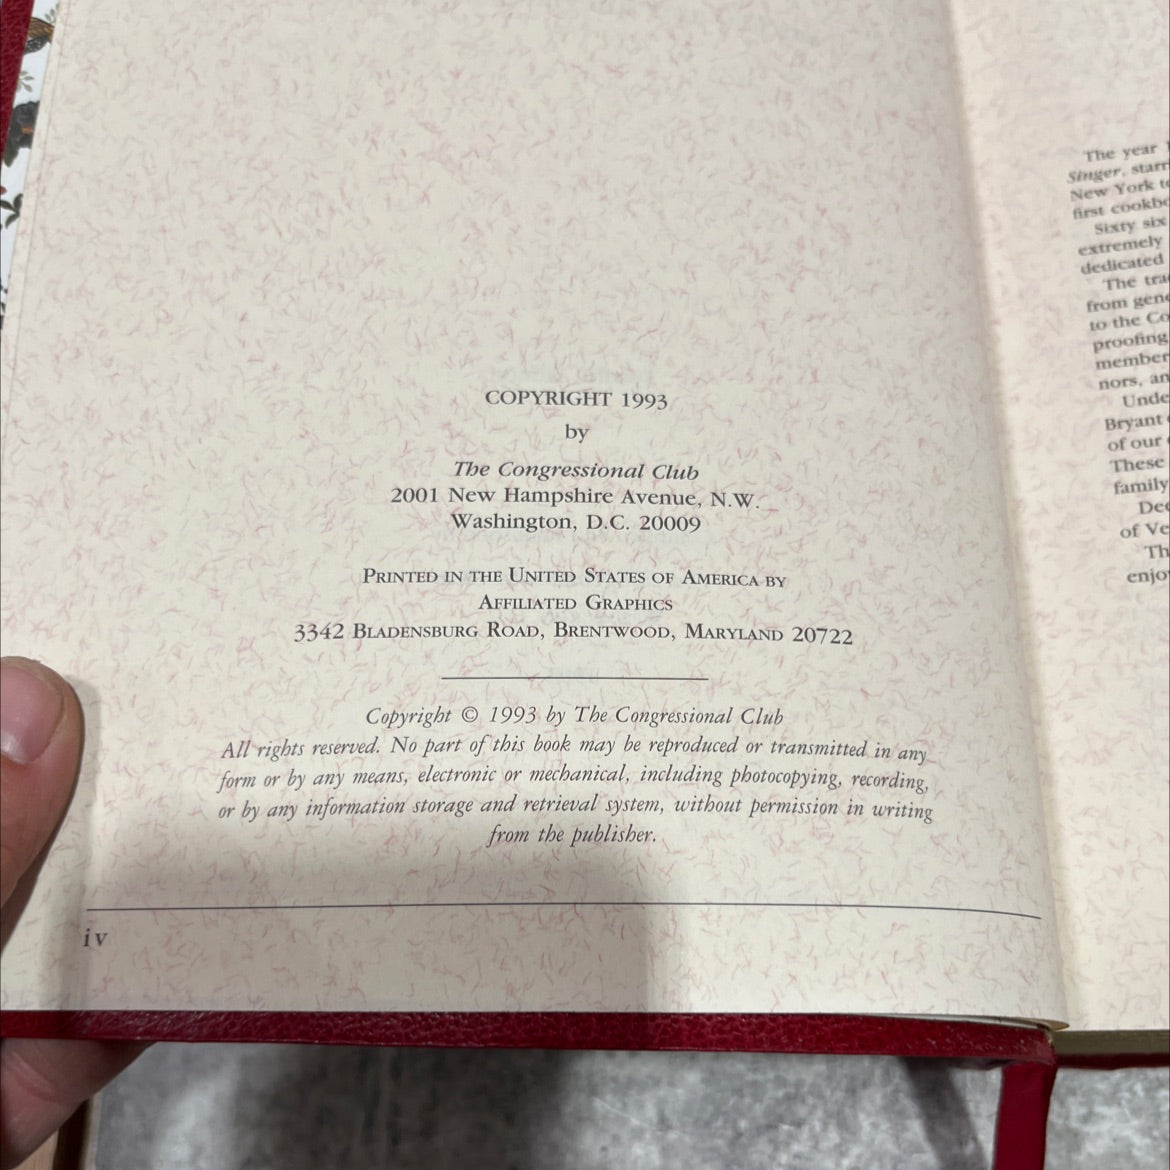 COPYRIGHT 1993
by
The Congressional Club
2001 New Hampshire Avenue, N.W.
Washington, D.C. 20009
PRINTED IN THE UNITED STATES OF AMERICA BY
AFFILIATED GRAPHICS
3342 BLADENSBURG ROAD, BRENTWOOD, MARYLAND 20722
Copyright © 1993 by The Congressional Club
All rights reserved. No part of this book may be reproduced or transmitted in any
form or by any means, electronic or mechanical, including photocopying, recording,
or by any information storage and retrieval system, without permission in writing
from the publisher.
iv
The year
Singer, starr
New York t
first cookb
Sixty six
extremely
dedicated
The tra
from gen
to the Co
proofing
member
nors, an
Unde
Bryant
of our
These
family
De
of Ve
Th
enjo